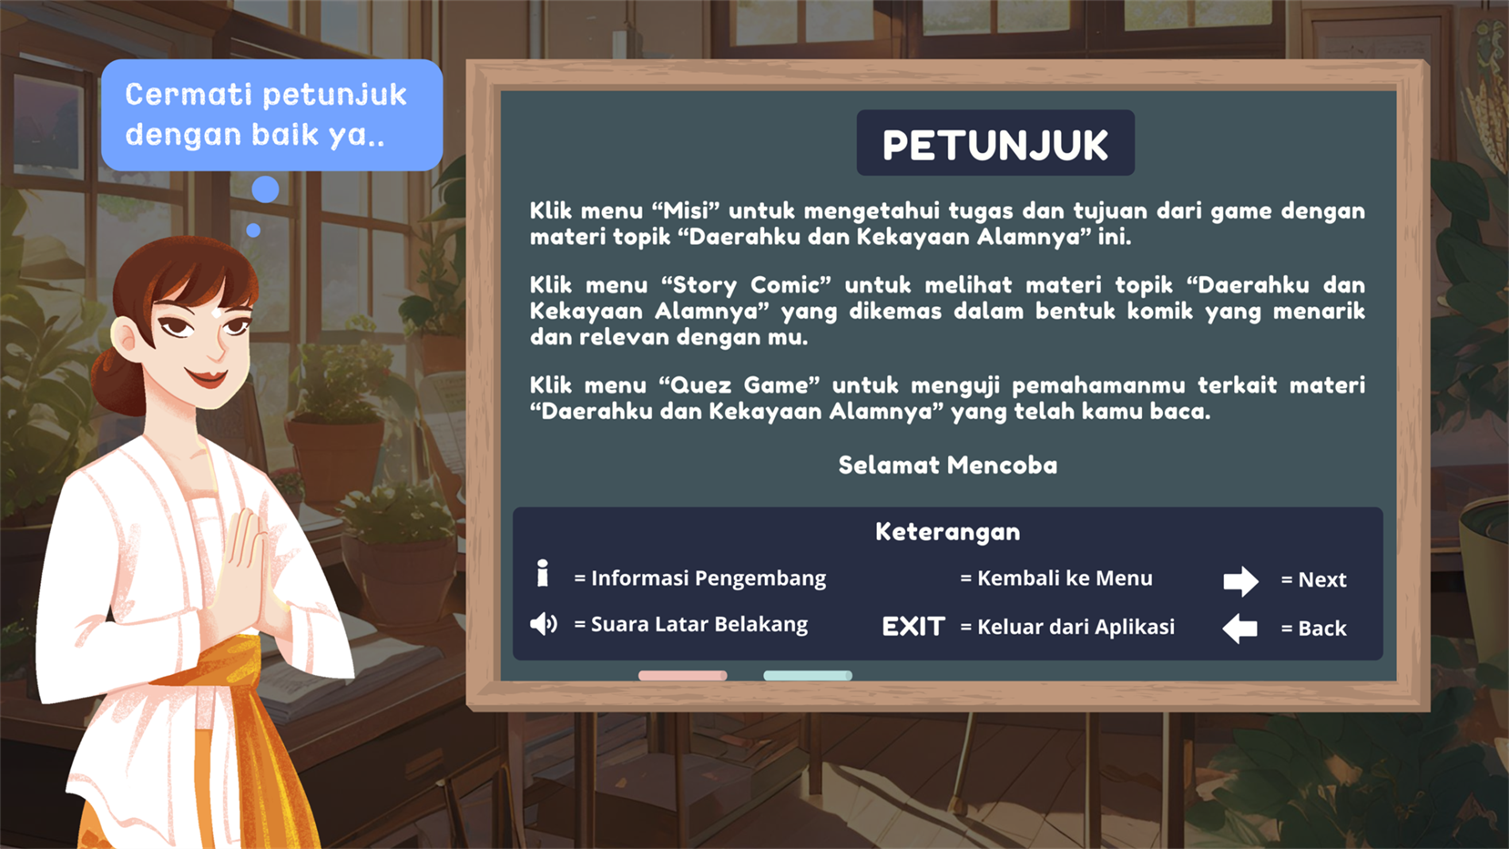 Cermati petunjuk
dengan baik ya..
PETUNJUK
Klik menu “Misi” untuk mengetahui tugas dan tujuan dari game dengan
materi topik “Daerahku dan Kekayaan Alamnya” ini.
Klik menu “Story Comic” untuk melihat materi topik “Daerahku dan
Kekayaan Alamnya” yang dikemas dalam bentuk komik yang menarik
dan relevan dengan mu.
Klik menu “Quez Game” untuk menguji pemahamanmu terkait materi
“Daerahku dan Kekayaan Alamnya” yang telah kamu baca.
Selamat Mencoba
Keterangan
i = Informasi Pengembang
= Kembali ke Menu
= Next
= Suara Latar Belakang
EXIT = Keluar dari Aplikasi
= Back